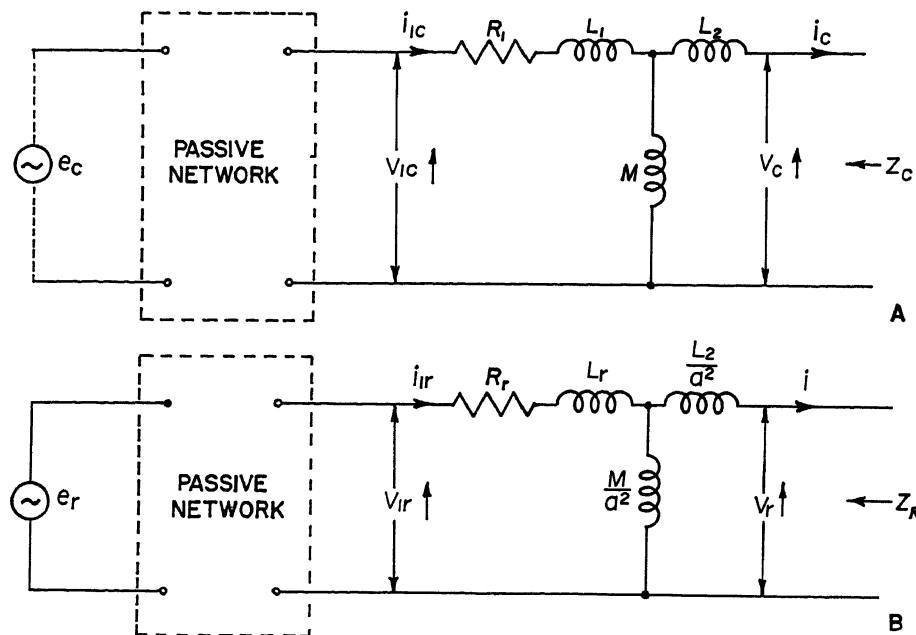 i1c R1 L1 L2 ic
ec
PASSIVE
NETWORK
V1c
M
Vc
Zc
A
i1r Rr Lr L2/a² i
er
PASSIVE
NETWORK
V1r
M/a²
Vr
ZR
B